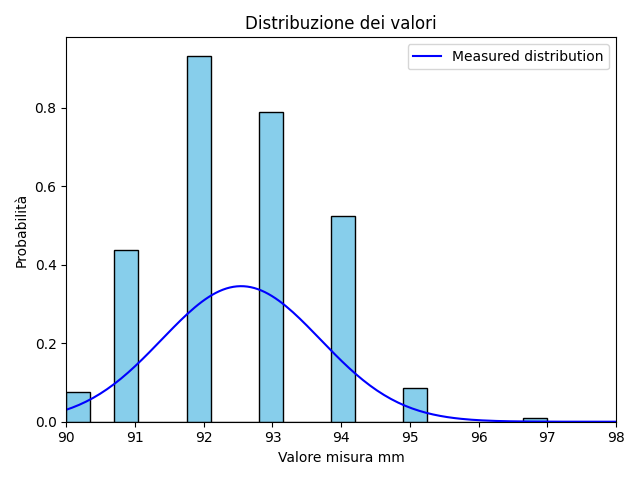 Distribuzione dei valori
Measured distribution
Probabilità
0.8
0.6
0.4
0.2
0.0
90 91 92 93 94 95 96 97 98
Valore misura mm